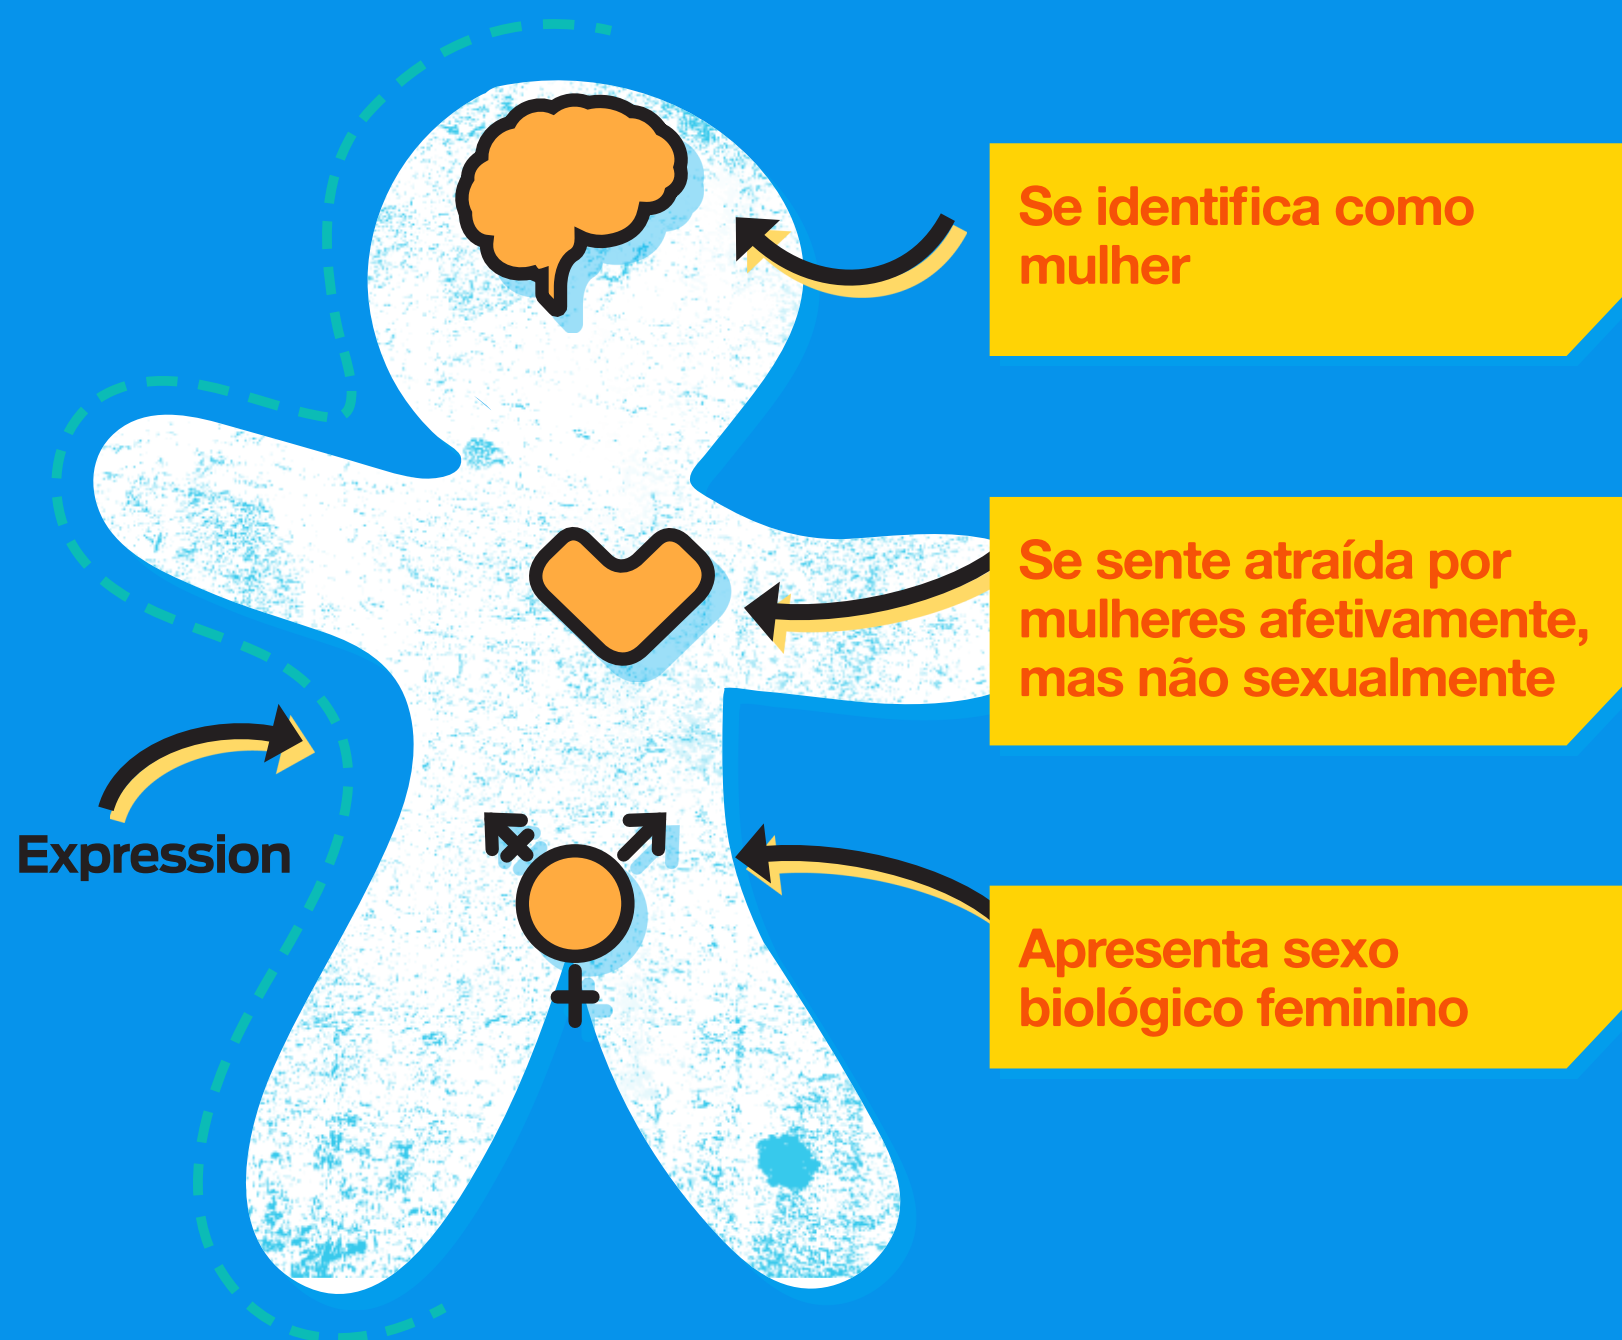 Se identifica como
mulher
Se sente atraída por
mulheres afetivamente,
mas não sexualmente
Expression
Apresenta sexo
biológico feminino